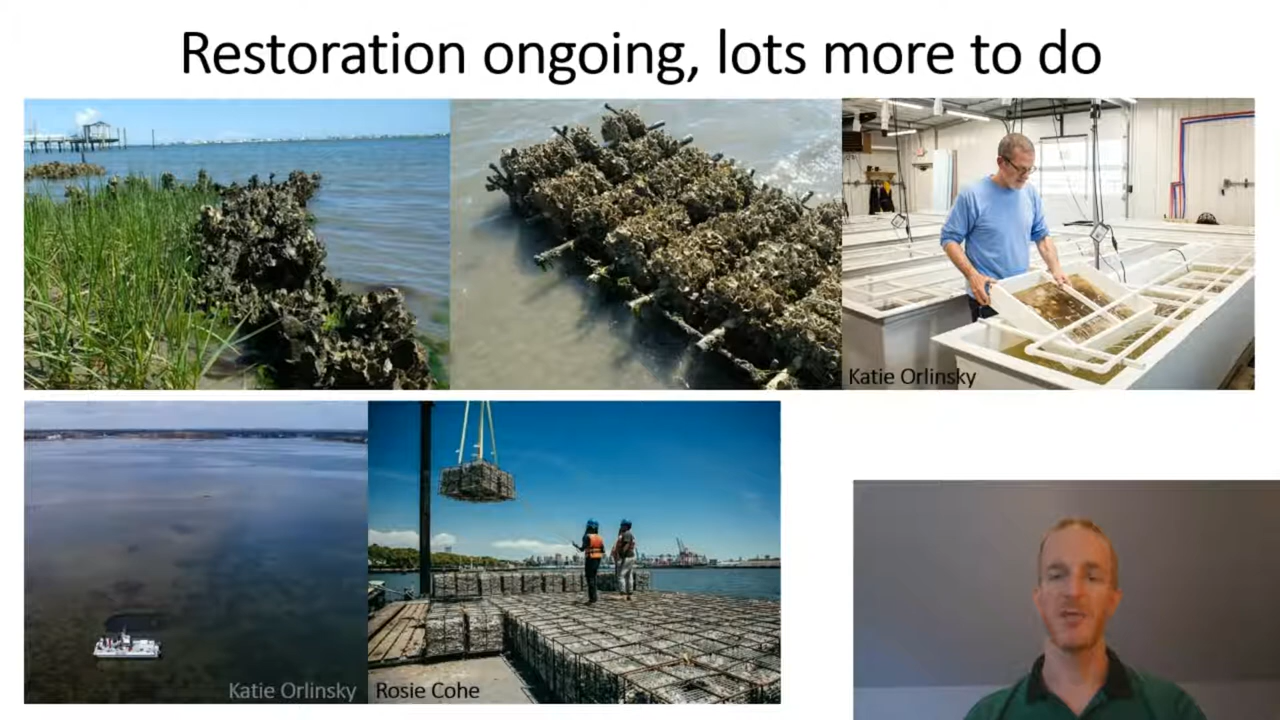 Restoration ongoing, lots more to do
Katie Orlinsky
Katie Orlinsky
Rosie Cohe